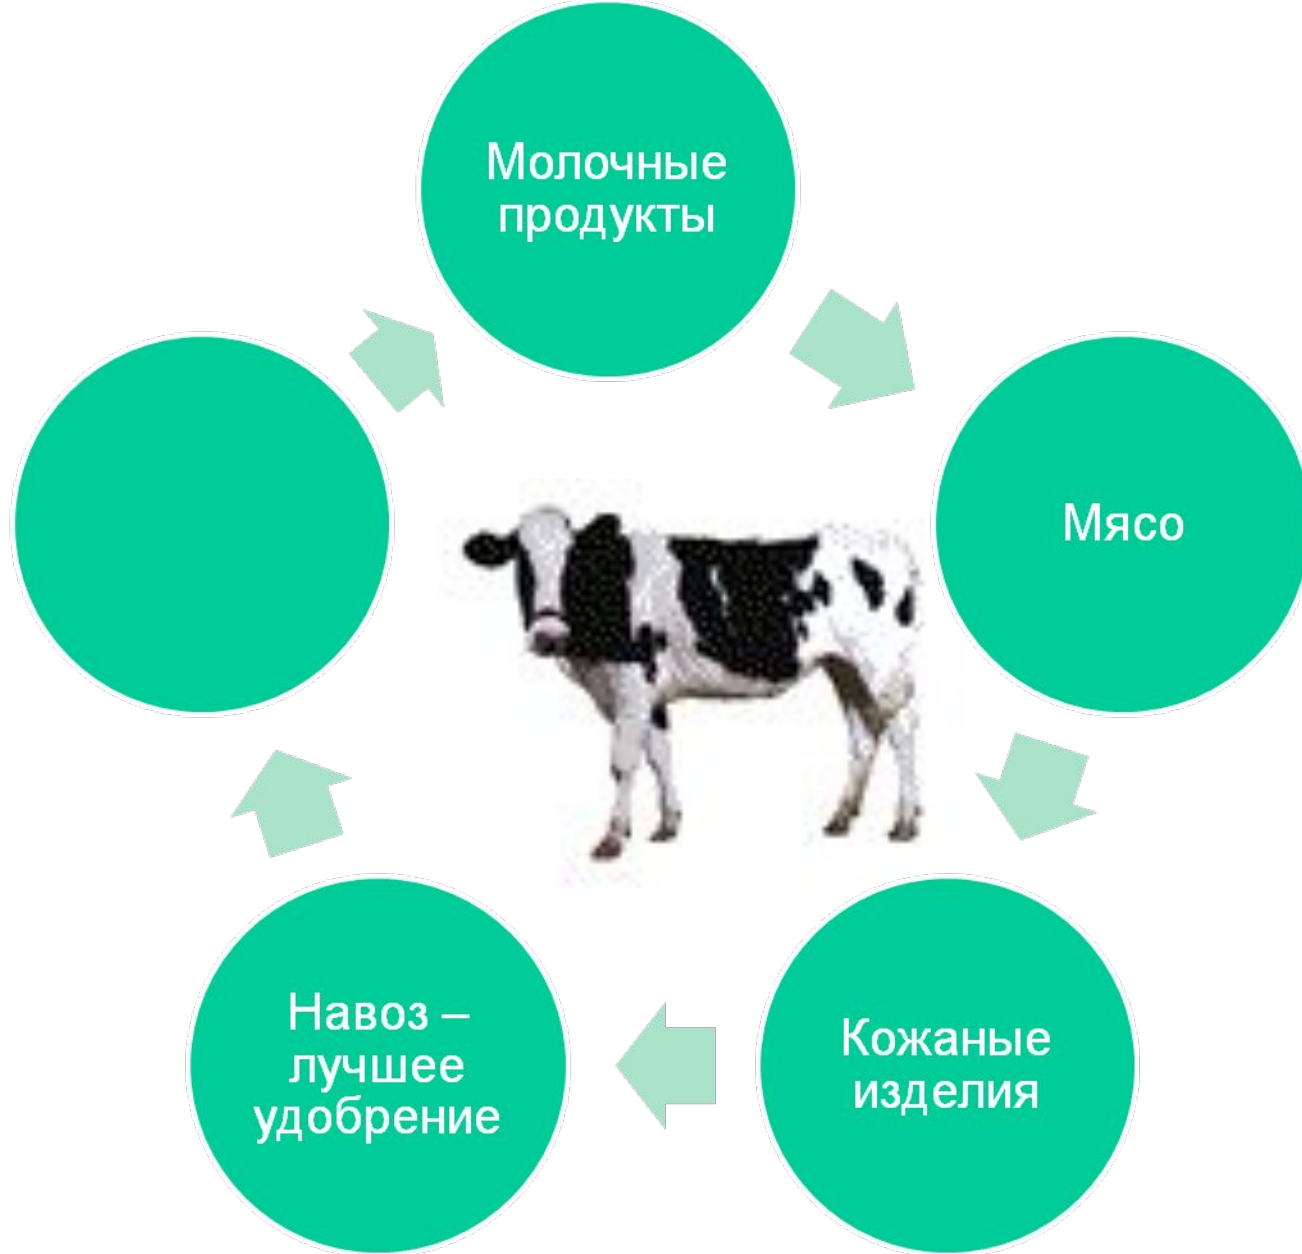 Молочные
продукты
Мясо
Кожаные
изделия
Навоз –
лучшее
удобрение